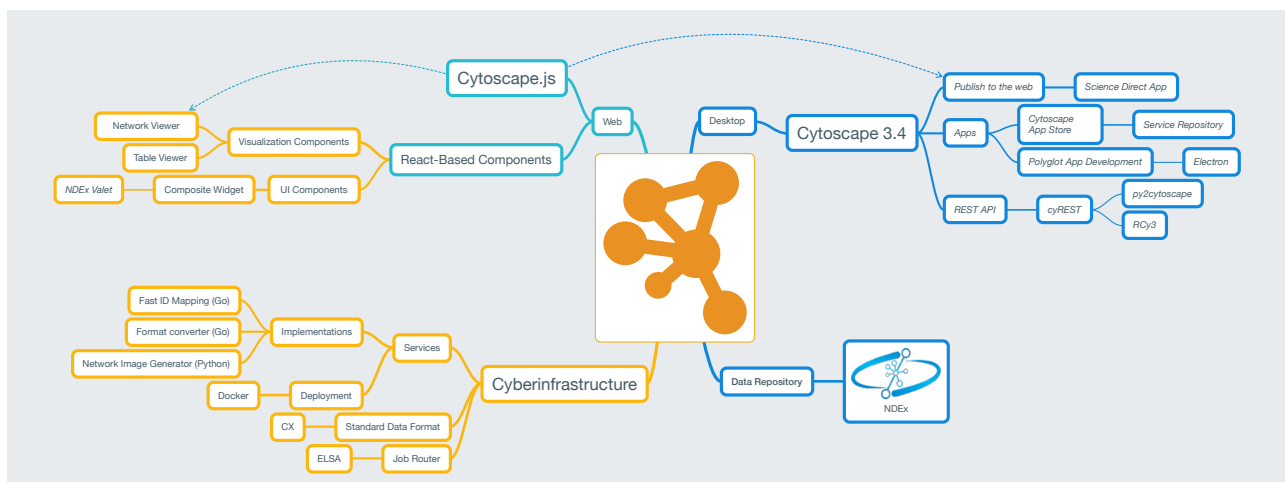 Cytoscape.js
Web
React-Based Components
Visualization Components
Network Viewer
Table Viewer
UI Components
Composite Widget
NDEx Valet
Desktop
Cytoscape 3.4
Publish to the web
Science Direct App
Apps
Cytoscape
App Store
Service Repository
Polyglot App Development
Electron
REST API
cyREST
py2cytoscape
RCy3
Cyberinfrastructure
Services
Implementations
Fast ID Mapping (Go)
Format converter (Go)
Network Image Generator (Python)
Deployment
Docker
Standard Data Format
CX
Job Router
ELSA
Data Repository
NDEx